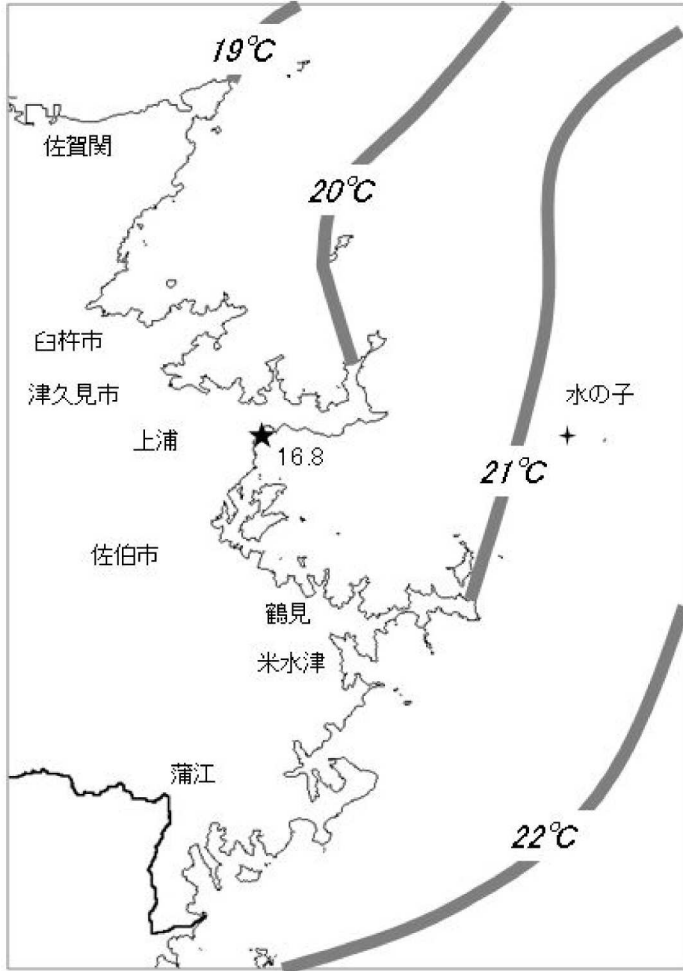 19℃
佐賀関
20℃
臼杵市
津久見市
水の子
上浦
16.8
21℃
佐伯市
鶴見
米水津
蒲江
22℃